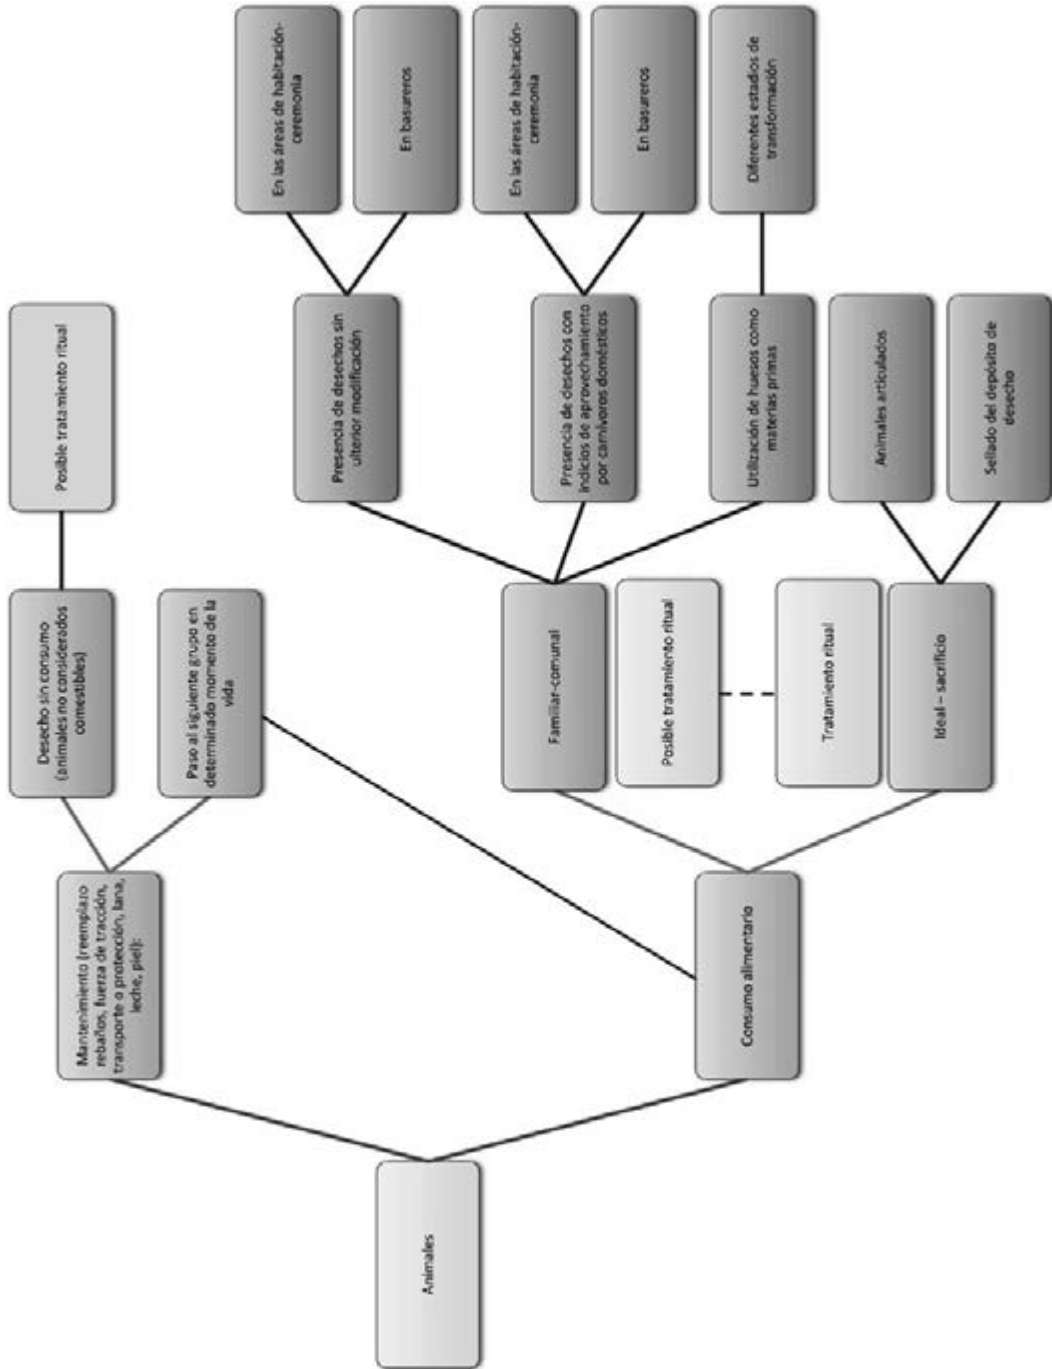 Animales
Consumo alimentario
Mantenimiento (reemplazo
rebaños, fuerza de tracción,
transporte o protección, lana,
leche, piel):
Ideal – sacrificio
Tratamiento ritual
Posible tratamiento ritual
Familiar-comunal
Paso al siguiente grupo en
determinado momento de la
vida
Desecho sin consumo
(animales no considerados
comestibles)
Sellado del depósito de
desecho
Animales articulados
Utilización de huesos como
materias primas
Presencia de desechos con
indicios de aprovechamiento
por carnívoros domésticos
Presencia de desechos sin
ulterior modificación
Posible tratamiento ritual
Diferentes estadios de
transformación
En basureros
En las áreas de habitación-
ceremonia
En basureros
En las áreas de habitación-
ceremonia